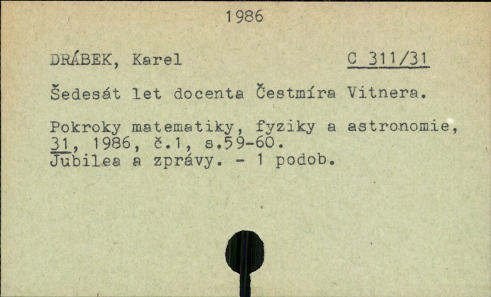 1986
DRÁBEK, Karel C 311/31
Šedesát let docenta Čestmíra Vitnera.
Pokroky matematiky, fyziky a astronomie,
31, 1986, č.1, s.59-60.
Jubilea a zprávy. - 1 podob.